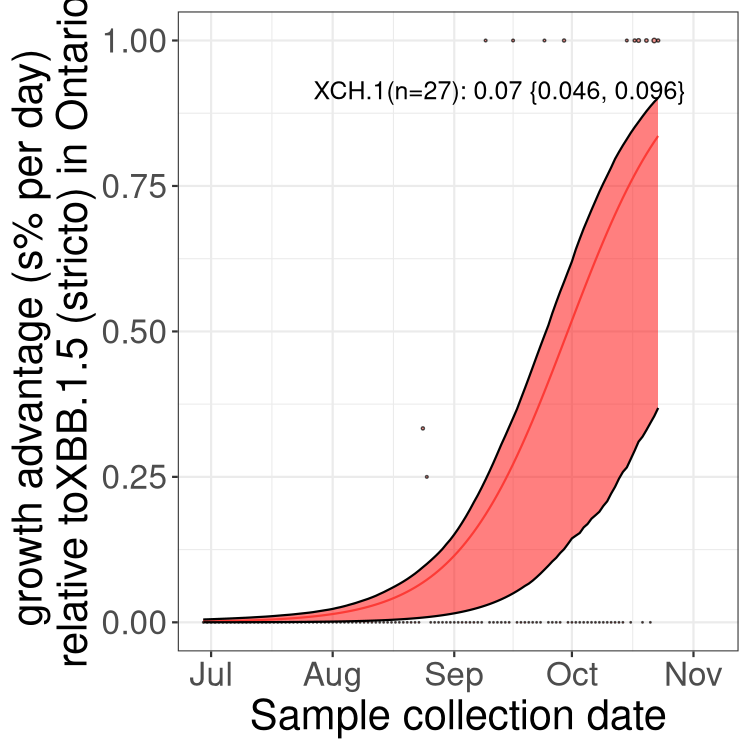 growth advantage (s% per day)
relative toXBB.1.5 (stricto) in Ontario
1.00
0.75
0.50
0.25
0.00
XCH.1(n=27): 0.07 {0.046, 0.096}
Jul Aug Sep Oct Nov
Sample collection date